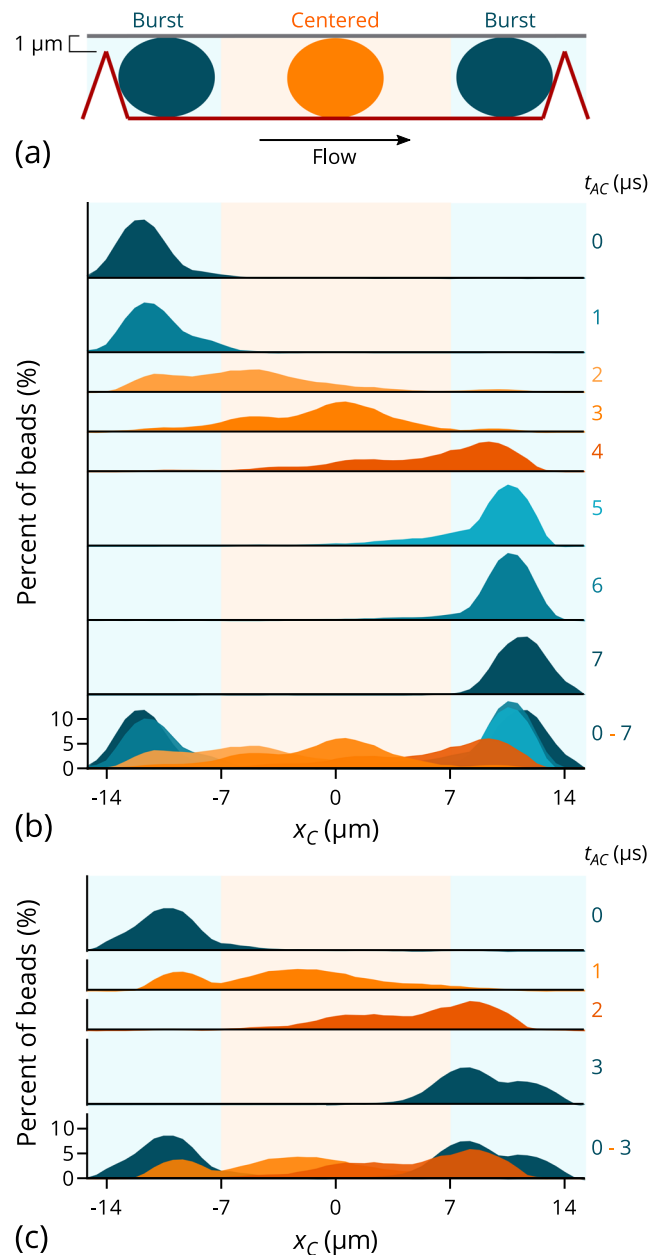 Burst Centered Burst
1 μm
Flow
(a)
t_AC (μs)
0
1
2
3
4
5
6
7
0 - 7
Percent of beads (%)
10
5
0
-14 -7 0 7 14
x_C (μm)
(b)
t_AC (μs)
0
1
2
3
0 - 3
Percent of beads (%)
10
5
0
-14 -7 0 7 14
x_C (μm)
(c)